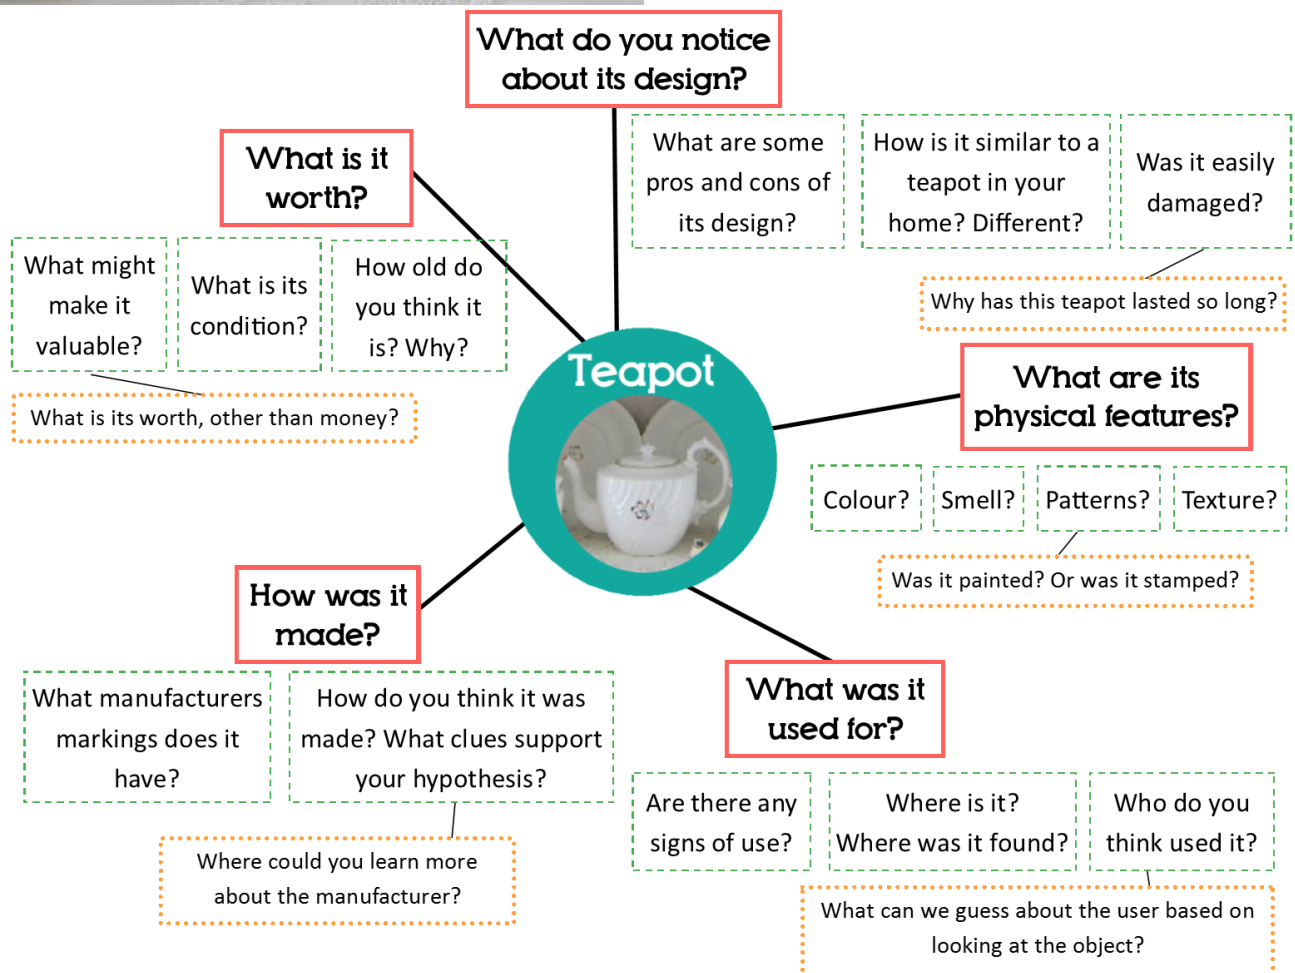 What do you notice
about its design?
What are some
pros and cons of
its design?
How is it similar to a
teapot in your
home? Different?
Was it easily
damaged?
Why has this teapot lasted so long?
What is it
worth?
What might
make it
valuable?
What is its
condition?
How old do
you think it
is? Why?
What is its worth, other than money?
Teapot
What are its
physical features?
Colour?
Smell?
Patterns?
Texture?
Was it painted? Or was it stamped?
How was it
made?
What manufacturers
markings does it
have?
How do you think it was
made? What clues support
your hypothesis?
Where could you learn more
about the manufacturer?
What was it
used for?
Are there any
signs of use?
Where is it?
Where was it found?
Who do you
think used it?
What can we guess about the user based on
looking at the object?